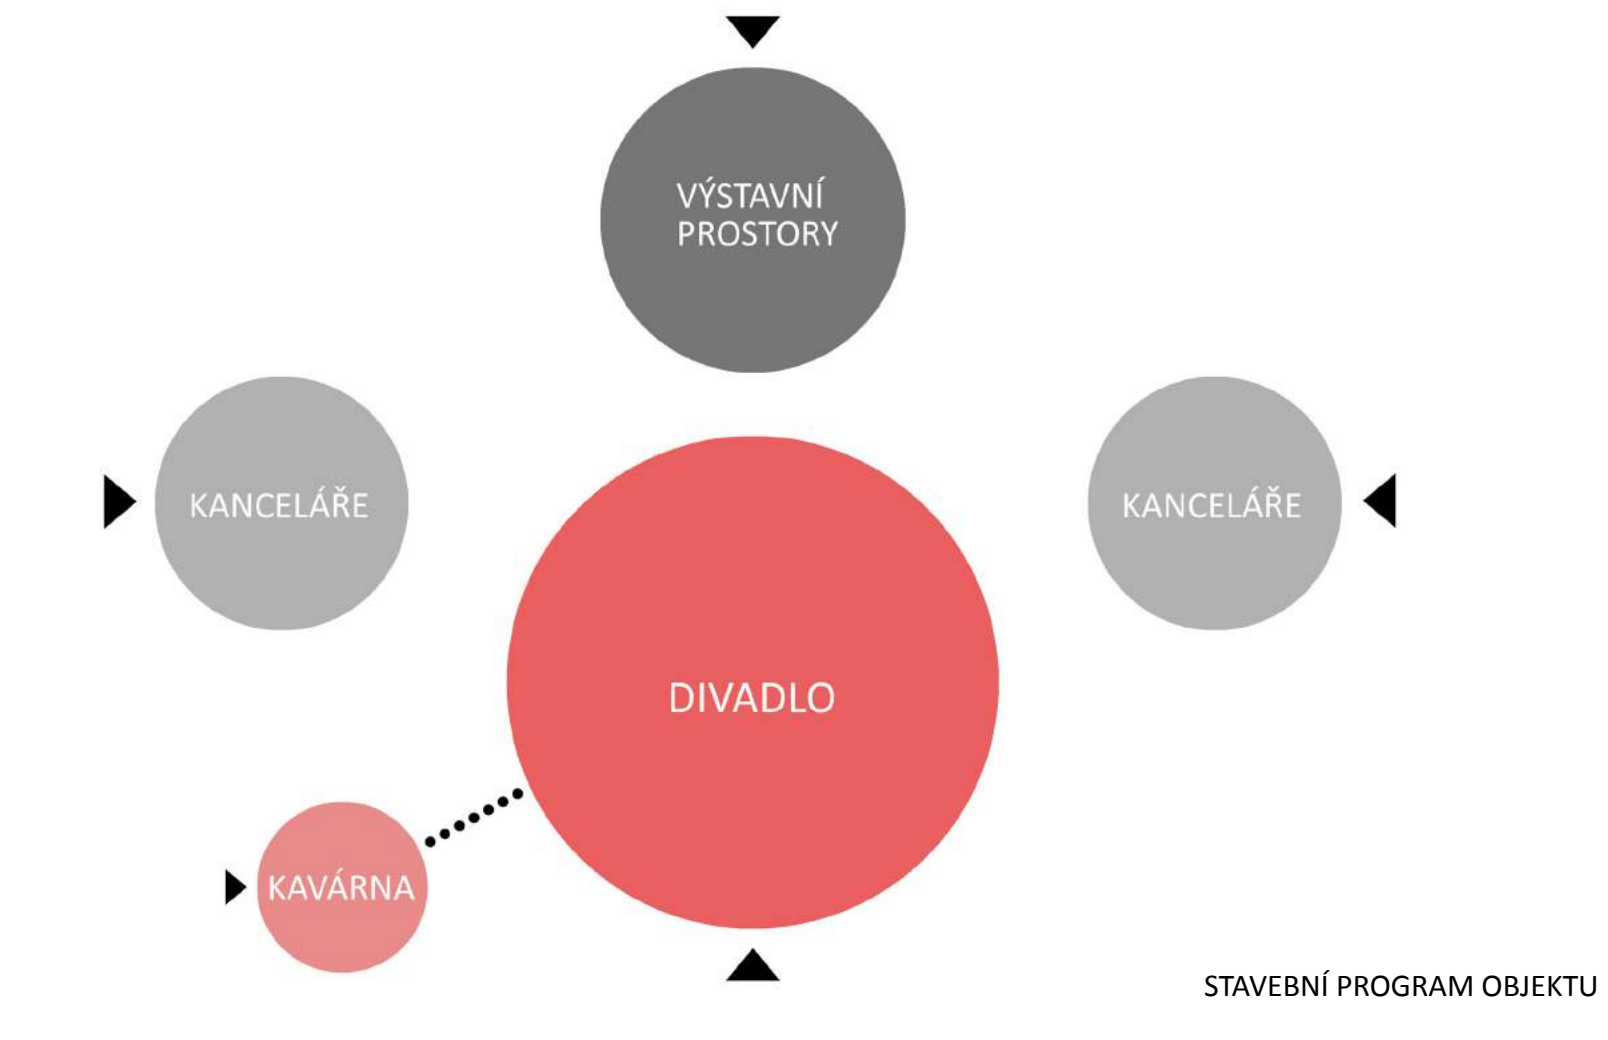 VÝSTAVNÍ
PROSTORY
KANCELÁŘE
KANCELÁŘE
DIVADLO
KAVÁRNA
STAVEBNÍ PROGRAM OBJEKTU